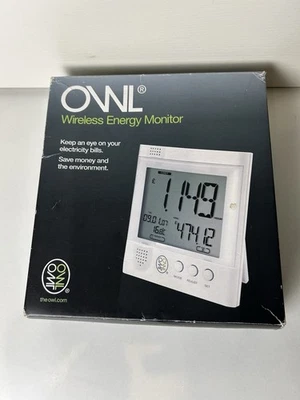 OWL®
Wireless Energy Monitor
Keep an eye on your
electricity bills.
Save money and
the environment.
1149
474.12
theowl.com